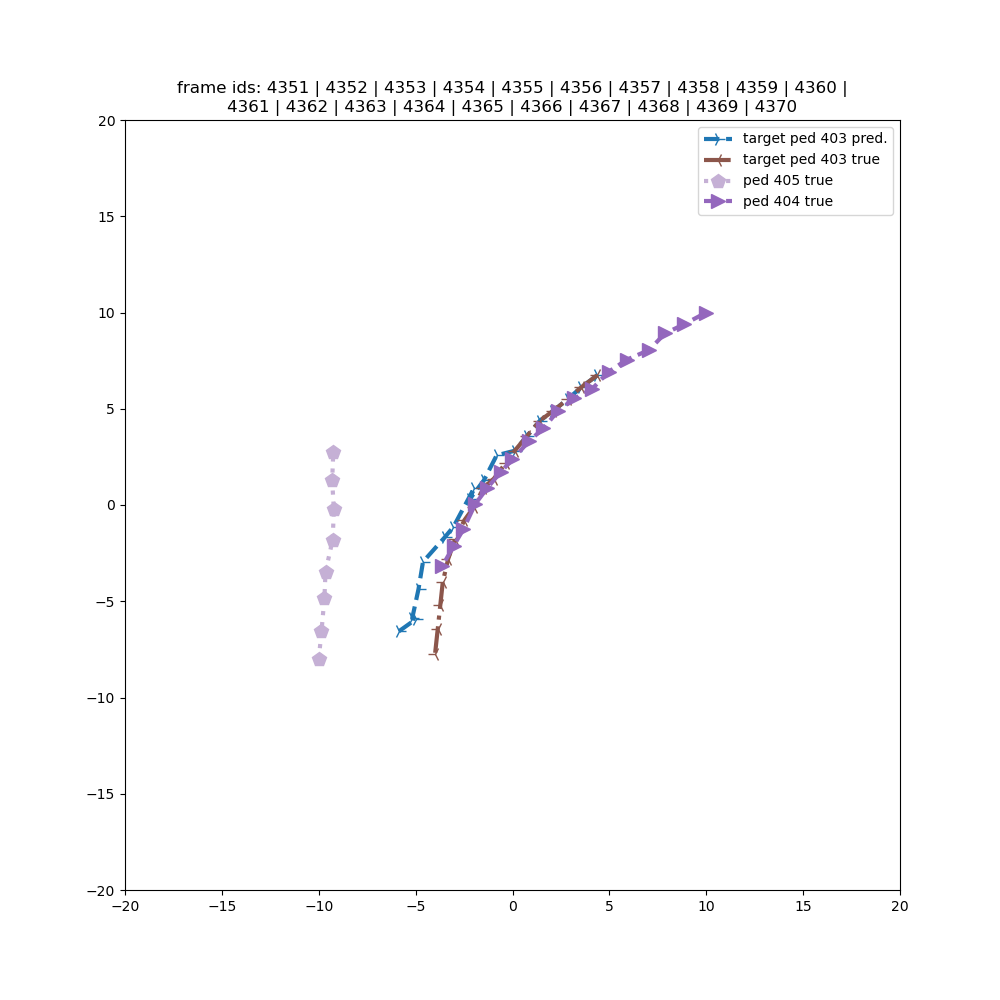 frame ids: 4351 | 4352 | 4353 | 4354 | 4355 | 4356 | 4357 | 4358 | 4359 | 4360 |
4361 | 4362 | 4363 | 4364 | 4365 | 4366 | 4367 | 4368 | 4369 | 4370
target ped 403 pred.
target ped 403 true
ped 405 true
ped 404 true
20
15
10
5
0
−5
−10
−15
−20
−20 −15 −10 −5 0 5 10 15 20